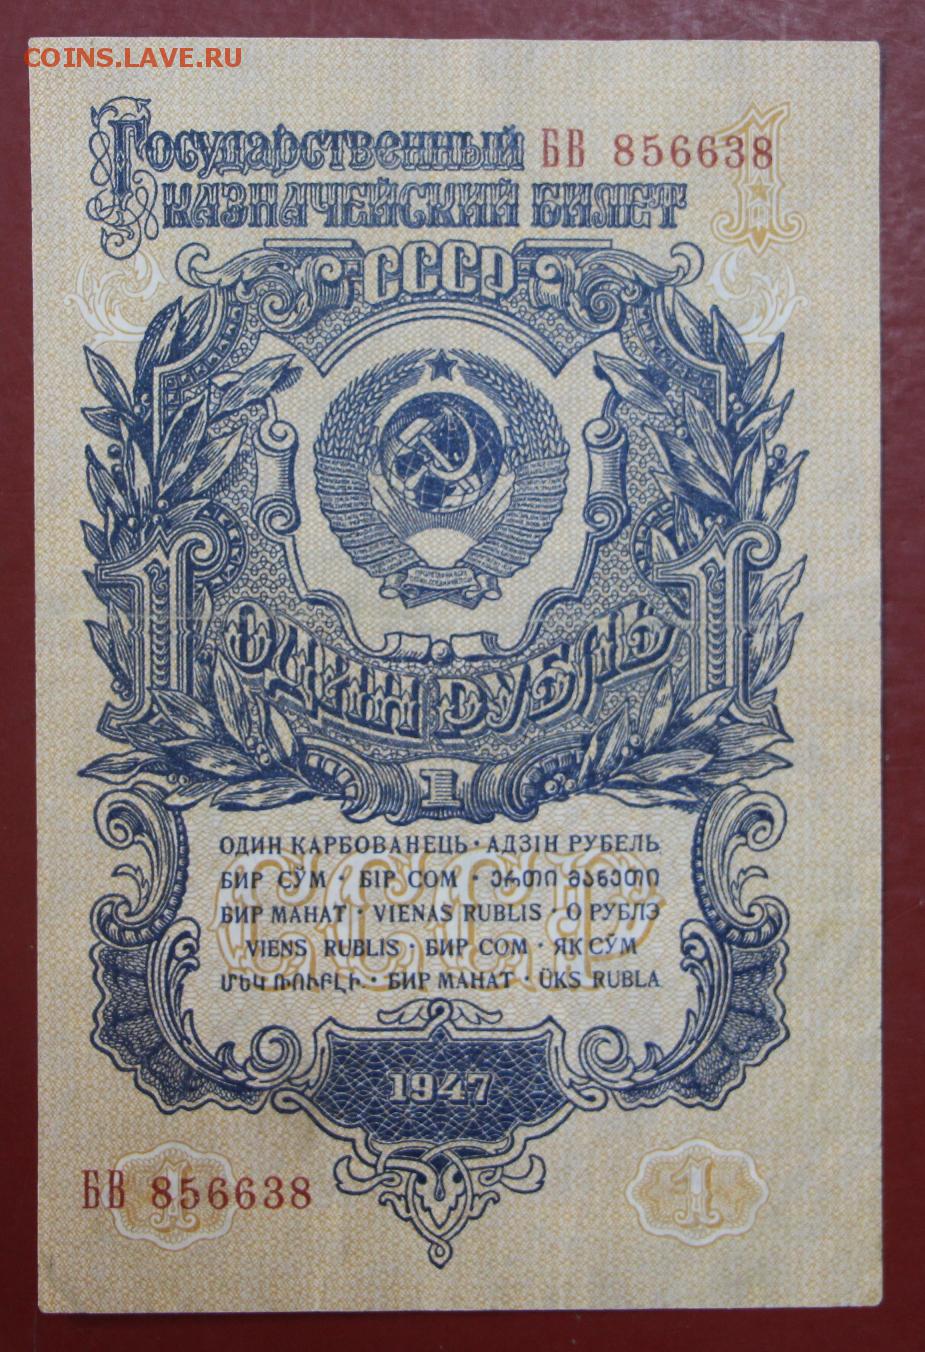 COINS.LAVE.RU
Государственный БВ 856638
казначейский билет
СССР
1 1
ОДИН РУБЛЬ
1
ОДИН КАРБОВАНЕЦЬ · АДЗІН РУБЕЛЬ
БИР СЎМ · БІР СОМ · ერთი მანეთი
БИР МАНАТ · VIENAS RUBLIS · О РУБЛЭ
VIENS RUBLIS · БИР СОМ · ЯК СӮМ
ՄԵԿ ՌՈՒԲԼԻ · БИР МАНАТ · ÜKS RUBLA
СССР
1947
БВ 856638
1 1